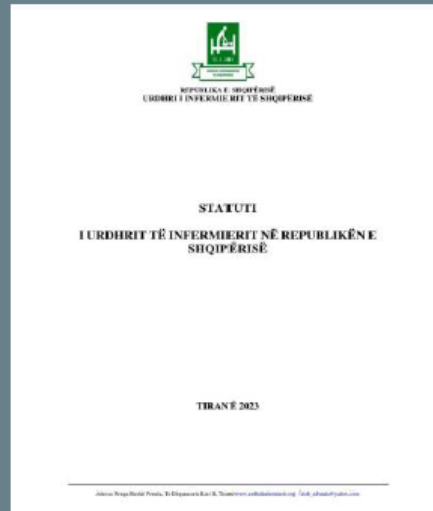 REPUBLIKA E SHQIPËRISË
URDHRI I INFERMIERIT TË SHQIPËRISË
STATUTI
I URDHRIT TË INFERMIERIT NË REPUBLIKËN E
SHQIPËRISË
TIRANË 2023